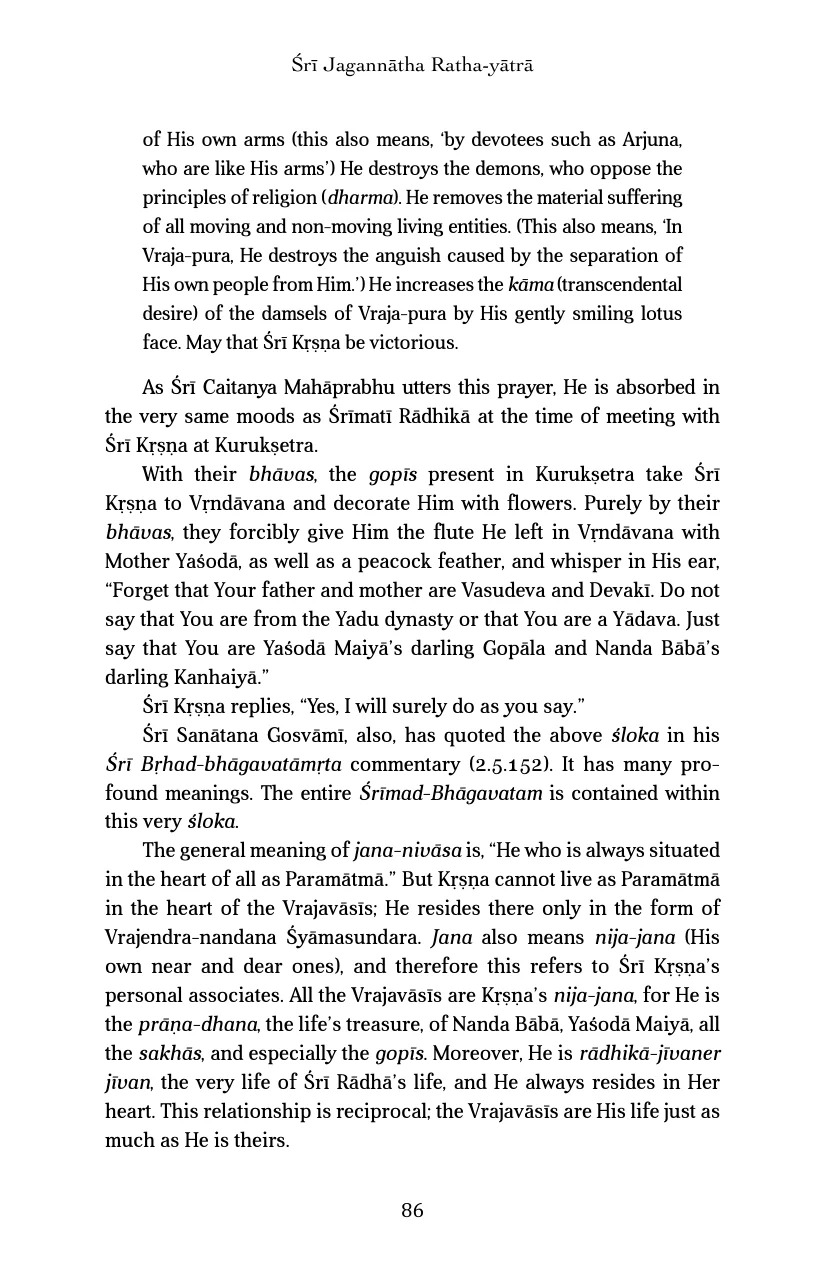 Śrī Jagannātha Ratha-yātrā
of His own arms (this also means, ‘by devotees such as Arjuna,
who are like His arms’) He destroys the demons, who oppose the
principles of religion (dharma). He removes the material suffering
of all moving and non-moving living entities. (This also means, ‘In
Vraja-pura, He destroys the anguish caused by the separation of
His own people from Him.’) He increases the kāma (transcendental
desire) of the damsels of Vraja-pura by His gently smiling lotus
face. May that Śrī Kṛṣṇa be victorious.
As Śrī Caitanya Mahāprabhu utters this prayer, He is absorbed in
the very same moods as Śrīmatī Rādhikā at the time of meeting with
Śrī Kṛṣṇa at Kurukṣetra.
With their bhāvas, the gopīs present in Kurukṣetra take Śrī
Kṛṣṇa to Vṛndāvana and decorate Him with flowers. Purely by their
bhāvas, they forcibly give Him the flute He left in Vṛndāvana with
Mother Yaśodā, as well as a peacock feather, and whisper in His ear,
“Forget that Your father and mother are Vasudeva and Devakī. Do not
say that You are from the Yadu dynasty or that You are a Yādava. Just
say that You are Yaśodā Maiyā’s darling Gopāla and Nanda Bābā’s
darling Kanhaiyā.”
Śrī Kṛṣṇa replies, “Yes, I will surely do as you say.”
Śrī Sanātana Gosvāmī, also, has quoted the above śloka in his
Śrī Bṛhad-bhāgavatāmṛta commentary (2.5.152). It has many pro-
found meanings. The entire Śrīmad-Bhāgavatam is contained within
this very śloka.
The general meaning of jana-nivāsa is, “He who is always situated
in the heart of all as Paramātmā.” But Kṛṣṇa cannot live as Paramātmā
in the heart of the Vrajavāsīs; He resides there only in the form of
Vrajendra-nandana Śyāmasundara. Jana also means nija-jana (His
own near and dear ones), and therefore this refers to Śrī Kṛṣṇa’s
personal associates. All the Vrajavāsīs are Kṛṣṇa’s nija-jana, for He is
the prāṇa-dhana, the life’s treasure, of Nanda Bābā, Yaśodā Maiyā, all
the sakhās, and especially the gopīs. Moreover, He is rādhikā-jīvaner
jīvan, the very life of Śrī Rādhā’s life, and He always resides in Her
heart. This relationship is reciprocal; the Vrajavāsīs are His life just as
much as He is theirs.
86